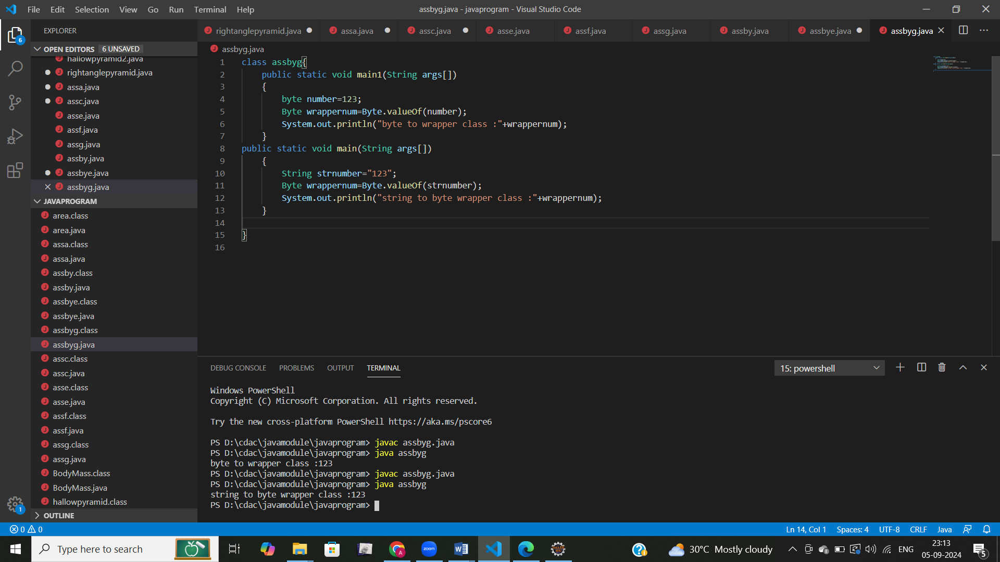 File Edit Selection View Go Run Terminal Help
assbyg.java - javaprogram - Visual Studio Code
EXPLORER
OPEN EDITORS 6 UNSAVED
hallowpyramid2.java
rightanglepyramid.java
assa.java
assc.java
asse.java
assf.java
assg.java
assby.java
assbye.java
assbyg.java
JAVAPROGRAM
area.class
area.java
assa.class
assa.java
assby.class
assby.java
assbye.class
assbye.java
assbyg.class
assbyg.java
assc.class
assc.java
asse.class
asse.java
assf.class
assf.java
assg.class
assg.java
BodyMass.class
BodyMass.java
hallowpyramid.class
OUTLINE
6
1
rightanglepyramid.java assa.java assc.java asse.java assf.java assg.java assby.java assbye.java assbyg.java
assbyg.java
1 class assbyg{
2 public static void main1(String args[])
3 {
4 byte number=123;
5 Byte wrappernum=Byte.valueOf(number);
6 System.out.println("byte to wrapper class :"+wrappernum);
7 }
8 public static void main(String args[])
9 {
10 String strnumber="123";
11 Byte wrappernum=Byte.valueOf(strnumber);
12 System.out.println("string to byte wrapper class :"+wrappernum);
13 }
14
15 }
16
DEBUG CONSOLE PROBLEMS OUTPUT TERMINAL
15: powershell
Windows PowerShell
Copyright (C) Microsoft Corporation. All rights reserved.
Try the new cross-platform PowerShell https://aka.ms/pscore6
PS D:\cdac\javamodule\javaprogram> javac assbyg.java
PS D:\cdac\javamodule\javaprogram> java assbyg
byte to wrapper class :123
PS D:\cdac\javamodule\javaprogram> javac assbyg.java
PS D:\cdac\javamodule\javaprogram> java assbyg
string to byte wrapper class :123
PS D:\cdac\javamodule\javaprogram>
0 0
Ln 14, Col 1 Spaces: 4 UTF-8 CRLF Java
Type here to search
zoom
30°C Mostly cloudy
ENG
23:13
05-09-2024
5